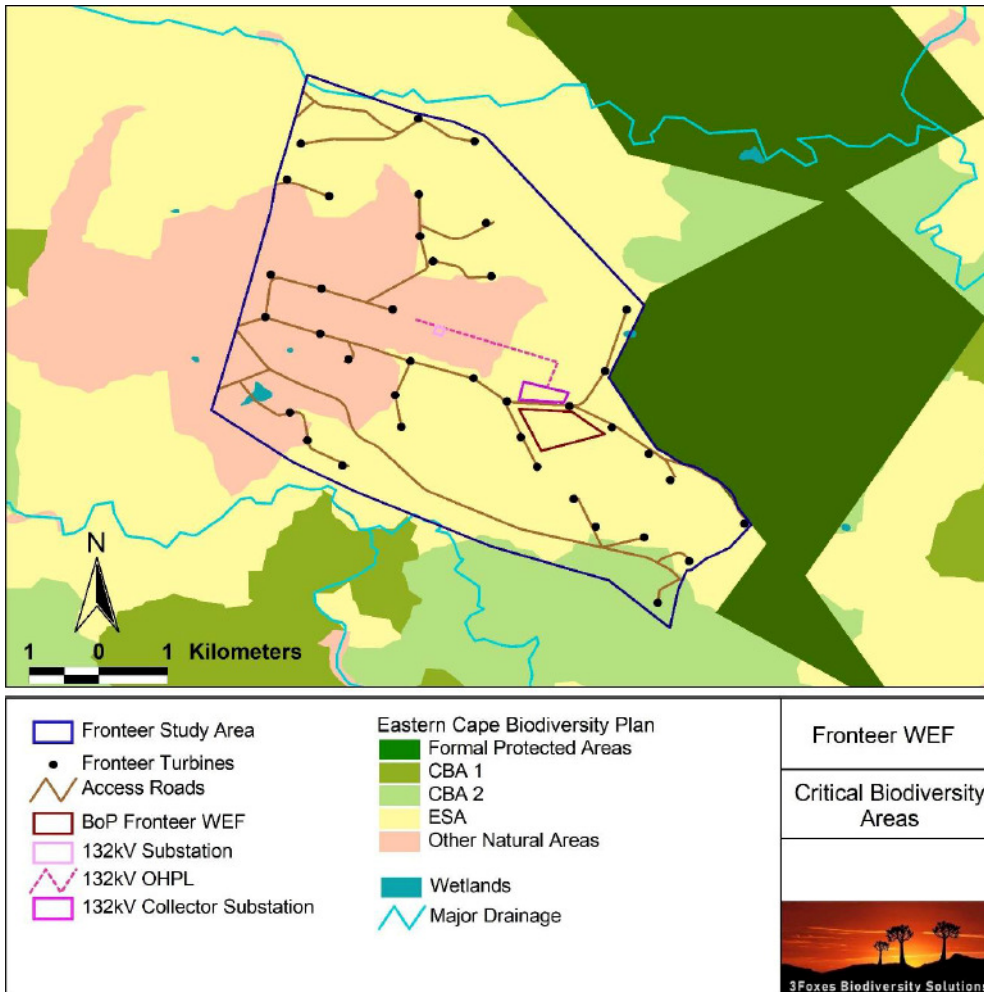 N
1 0 1 Kilometers
Fronteer Study Area
Fronteer Turbines
Access Roads
BoP Fronteer WEF
132kV Substation
132kV OHPL
132kV Collector Substation
Eastern Cape Biodiversity Plan
Formal Protected Areas
CBA 1
CBA 2
ESA
Other Natural Areas
Wetlands
Major Drainage
Fronteer WEF
Critical Biodiversity
Areas
3Foxes Biodiversity Solutions